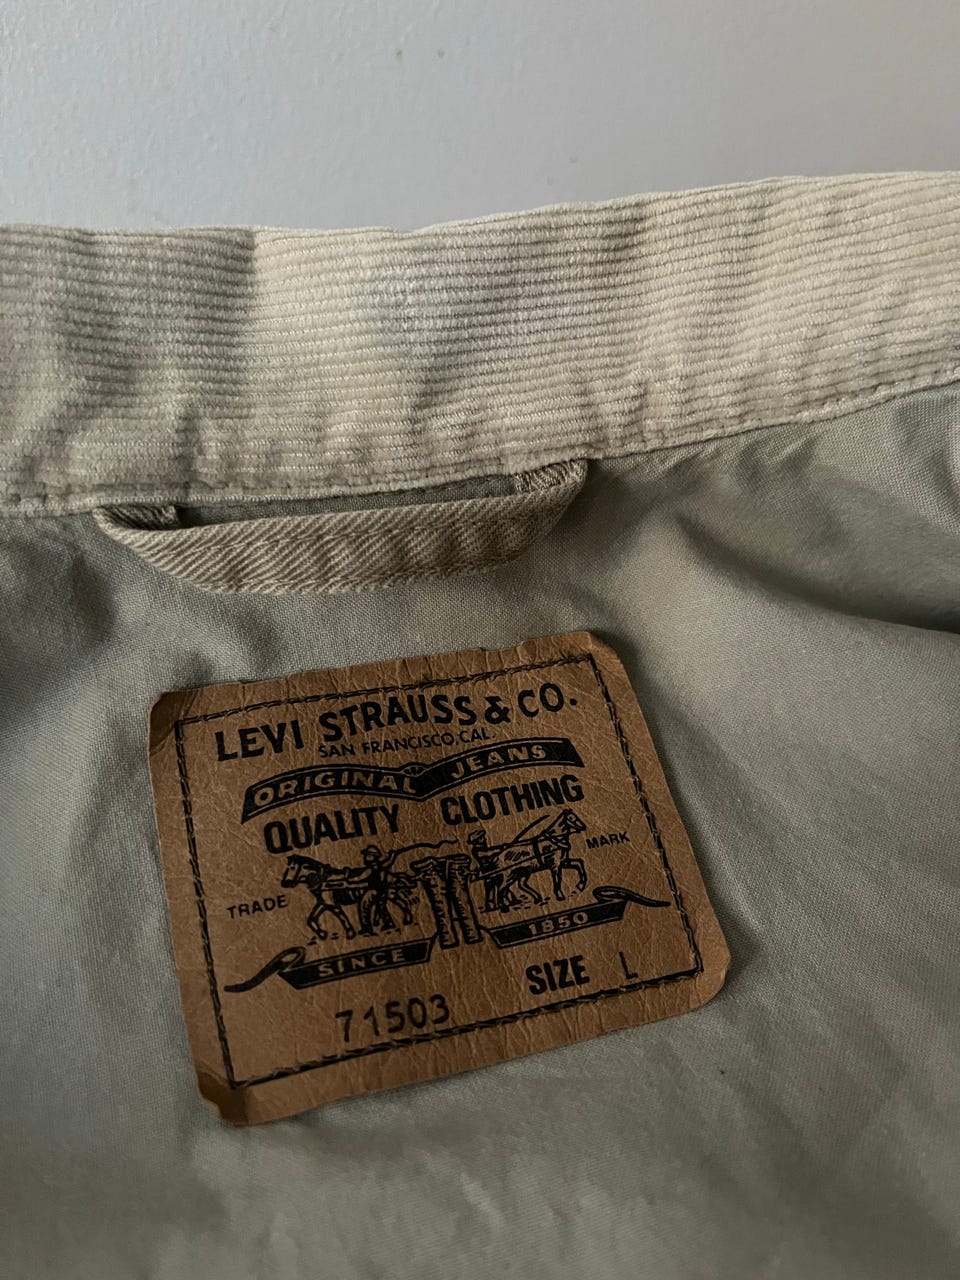 LEVI STRAUSS & CO.
SAN FRANCISCO, CAL.
ORIGINAL JEANS
QUALITY CLOTHING
TRADE MARK
SINCE 1850
71503 SIZE L